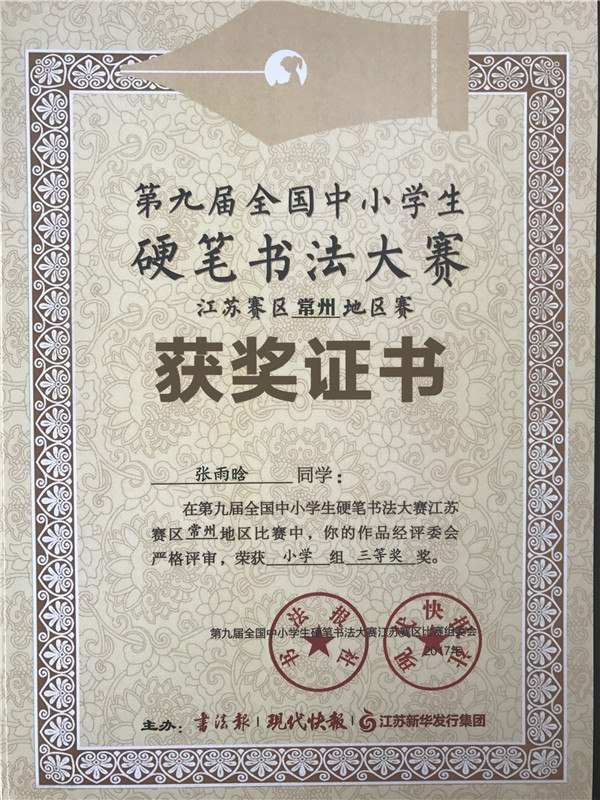 第九届全国中小学生
硬笔书法大赛
江苏赛区常州地区赛
获奖证书
张雨晗 同学：
在第九届全国中小学生硬笔书法大赛江苏
赛区常州地区比赛中，你的作品经评委会
严格评审，荣获 小学 组 三等奖 奖。
书法报社
现代快报社
第九届全国中小学生硬笔书法大赛江苏赛区比赛组委会
2017年
主办：书法报 | 现代快报 | 江苏新华发行集团